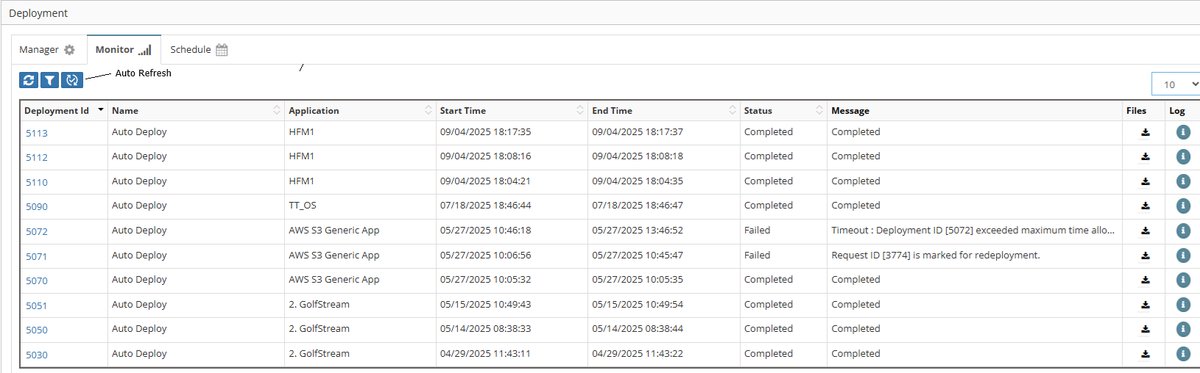 Deployment
Manager Monitor Schedule
Auto Refresh
10
Deployment Id Name Application Start Time End Time Status Message Files Log
5113 Auto Deploy HFM1 09/04/2025 18:17:35 09/04/2025 18:17:37 Completed Completed
5112 Auto Deploy HFM1 09/04/2025 18:08:16 09/04/2025 18:08:18 Completed Completed
5110 Auto Deploy HFM1 09/04/2025 18:04:21 09/04/2025 18:04:35 Completed Completed
5090 Auto Deploy TT_OS 07/18/2025 18:46:44 07/18/2025 18:46:47 Completed Completed
5072 Auto Deploy AWS S3 Generic App 05/27/2025 10:46:18 05/27/2025 13:46:52 Failed Timeout : Deployment ID [5072] exceeded maximum time allo...
5071 Auto Deploy AWS S3 Generic App 05/27/2025 10:06:56 05/27/2025 10:45:47 Failed Request ID [3774] is marked for redeployment.
5070 Auto Deploy AWS S3 Generic App 05/27/2025 10:05:32 05/27/2025 10:05:35 Completed Completed
5051 Auto Deploy 2. GolfStream 05/15/2025 10:49:43 05/15/2025 10:49:54 Completed Completed
5050 Auto Deploy 2. GolfStream 05/14/2025 08:38:33 05/14/2025 08:38:44 Completed Completed
5030 Auto Deploy 2. GolfStream 04/29/2025 11:43:11 04/29/2025 11:43:22 Completed Completed